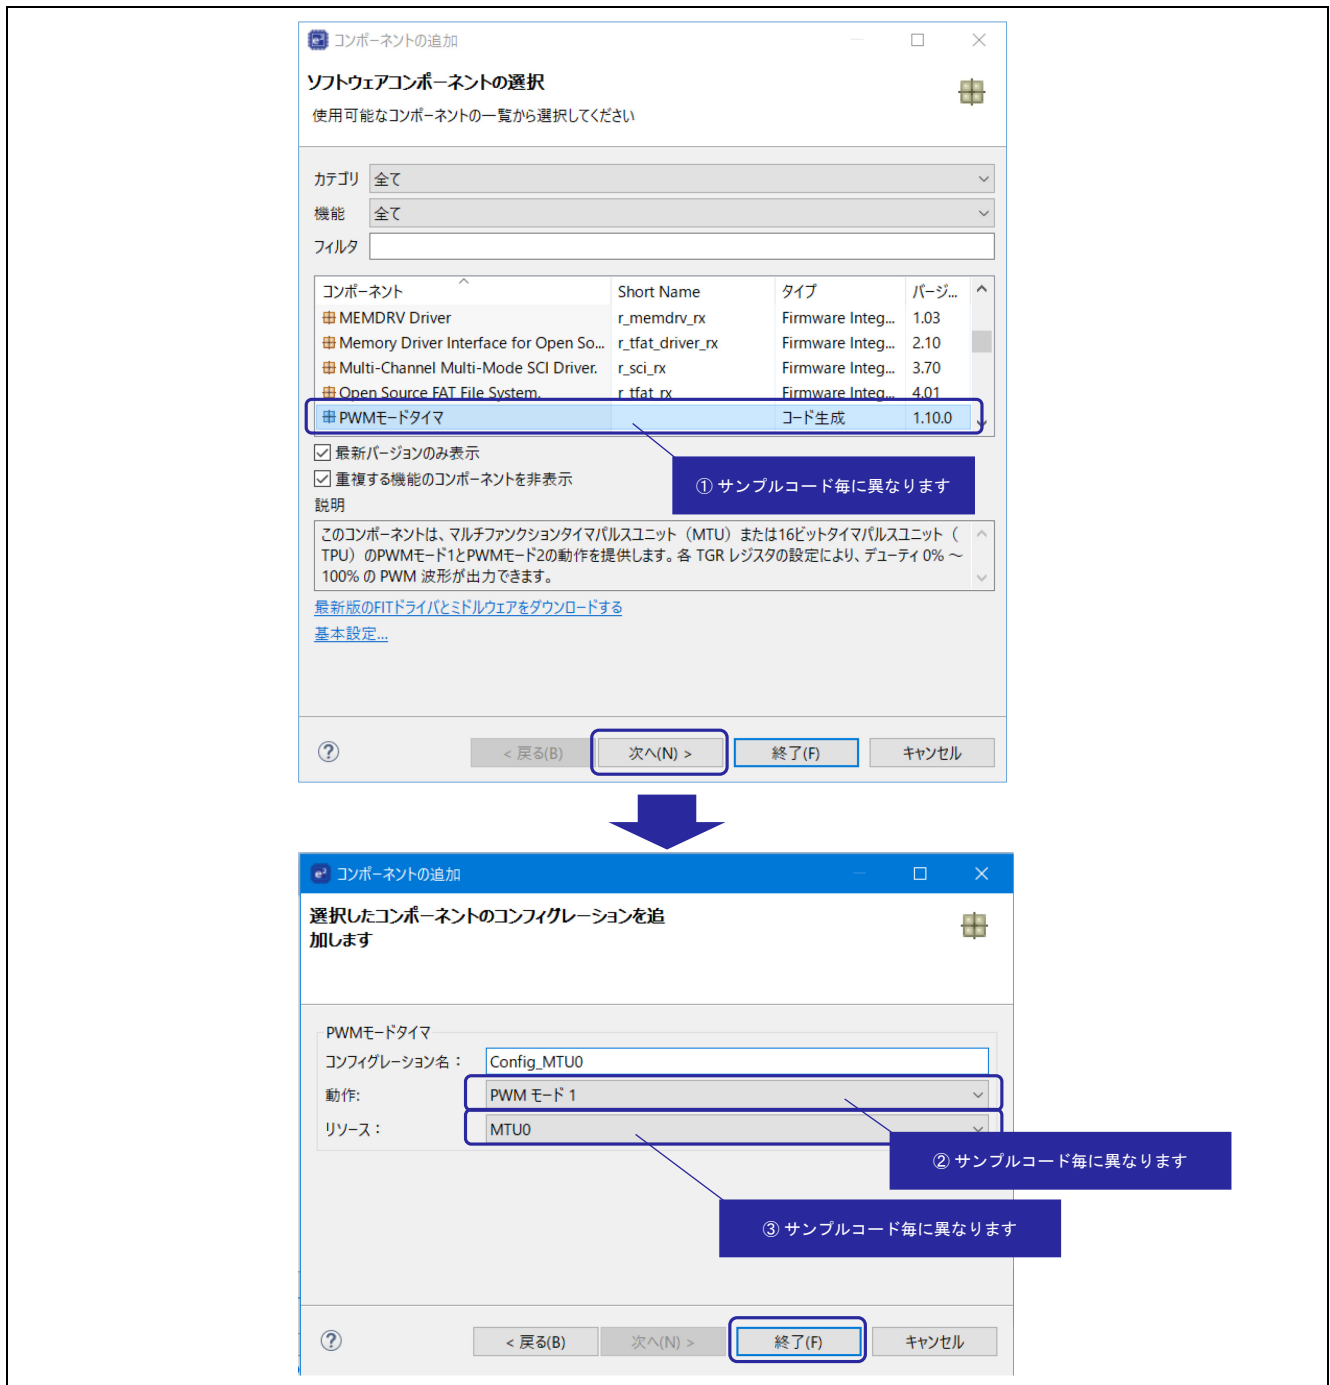 コンポーネントの追加
ソフトウェアコンポーネントの選択
使用可能なコンポーネントの一覧から選択してください
カテゴリ 全て
機能 全て
フィルタ
コンポーネント Short Name タイプ バージ...
MEMDRV Driver r_memdrv_rx Firmware Integ... 1.03
Memory Driver Interface for Open So... r_tfat_driver_rx Firmware Integ... 2.10
Multi-Channel Multi-Mode SCI Driver. r_sci_rx Firmware Integ... 3.70
Open Source FAT File System. r_tfat_rx Firmware Integ... 4.01
PWMモードタイマ コード生成 1.10.0
最新バージョンのみ表示
重複する機能のコンポーネントを非表示
① サンプルコード毎に異なります
説明
このコンポーネントは、マルチファンクションタイマパルスユニット（MTU）または16ビットタイマパルスユニット（
TPU）のPWMモード1とPWMモード2の動作を提供します。各 TGR レジスタの設定により、デューティ 0% ～
100% の PWM 波形が出力できます。
最新版のFITドライバとミドルウェアをダウンロードする
基本設定...
< 戻る(B) 次へ(N) > 終了(F) キャンセル
コンポーネントの追加
選択したコンポーネントのコンフィグレーションを追
加します
PWMモードタイマ
コンフィグレーション名： Config_MTU0
動作: PWM モード 1
リソース： MTU0
② サンプルコード毎に異なります
③ サンプルコード毎に異なります
< 戻る(B) 次へ(N) > 終了(F) キャンセル